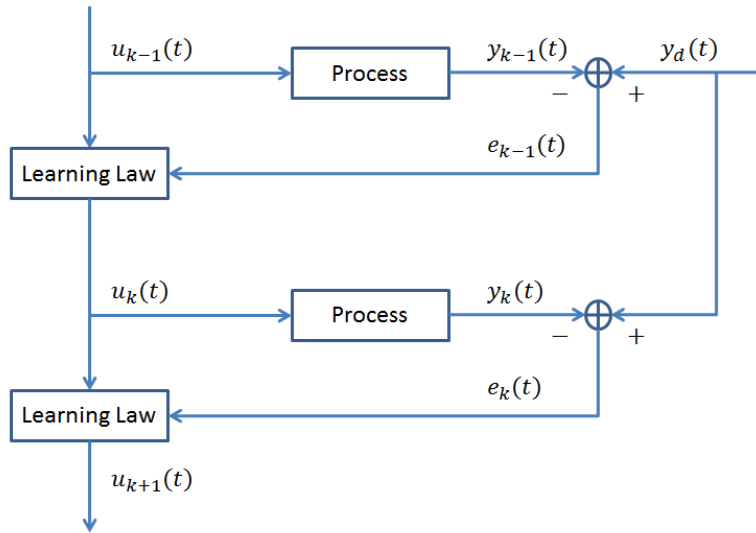 u_{k−1}(t)
y_{k−1}(t)
y_d(t)
Process
−
+
e_{k−1}(t)
Learning Law
u_k(t)
y_k(t)
Process
−
+
e_k(t)
Learning Law
u_{k+1}(t)